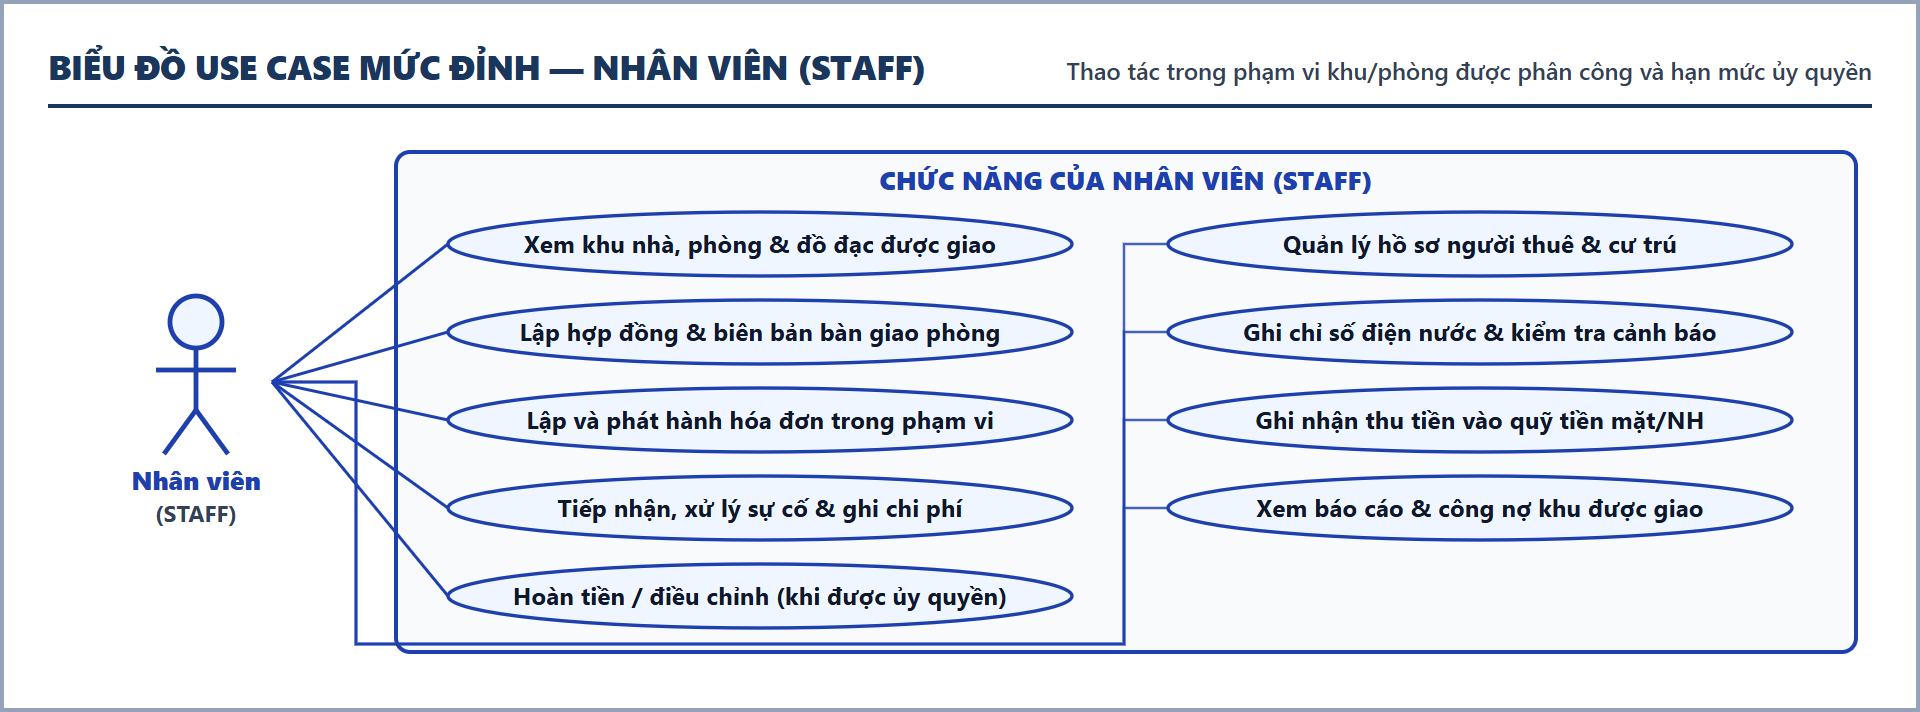 BIỂU ĐỒ USE CASE MỨC ĐỈNH — NHÂN VIÊN (STAFF)
Thao tác trong phạm vi khu/phòng được phân công và hạn mức ủy quyền
CHỨC NĂNG CỦA NHÂN VIÊN (STAFF)
Xem khu nhà, phòng & đồ đạc được giao
Quản lý hồ sơ người thuê & cư trú
Lập hợp đồng & biên bản bàn giao phòng
Ghi chỉ số điện nước & kiểm tra cảnh báo
Lập và phát hành hóa đơn trong phạm vi
Ghi nhận thu tiền vào quỹ tiền mặt/NH
Tiếp nhận, xử lý sự cố & ghi chi phí
Xem báo cáo & công nợ khu được giao
Hoàn tiền / điều chỉnh (khi được ủy quyền)
Nhân viên
(STAFF)